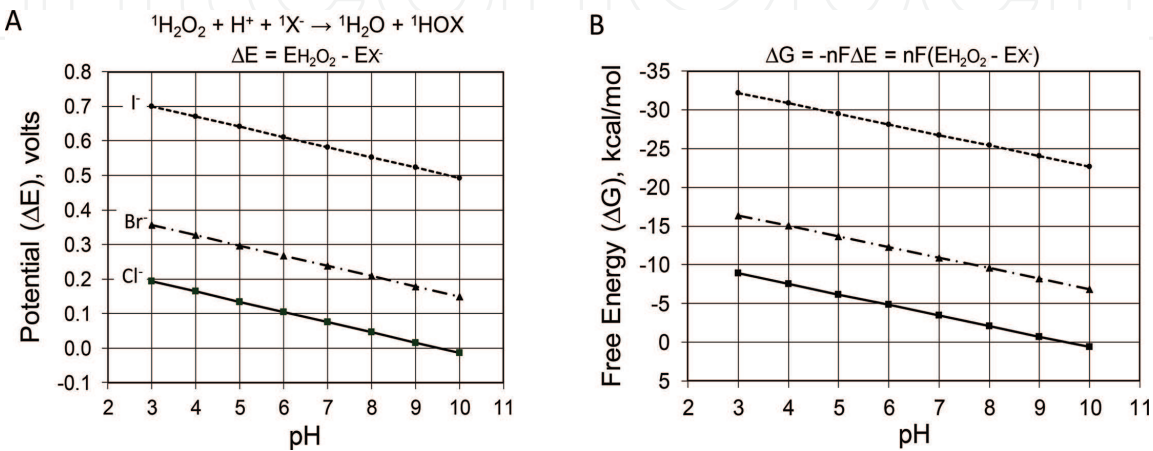 A
¹H₂O₂ + H⁺ + ¹X⁻ → ¹H₂O + ¹HOX
ΔE = EH₂O₂ - EX⁻
Potential (ΔE), volts
0.8
0.7
0.6
0.5
0.4
0.3
0.2
0.1
0.0
-0.1
I⁻
Br⁻
Cl⁻
2 3 4 5 6 7 8 9 10 11
pH
B
ΔG = -nFΔE = nF(EH₂O₂ - EX⁻)
Free Energy (ΔG), kcal/mol
-35
-30
-25
-20
-15
-10
-5
0
5
2 3 4 5 6 7 8 9 10 11
pH